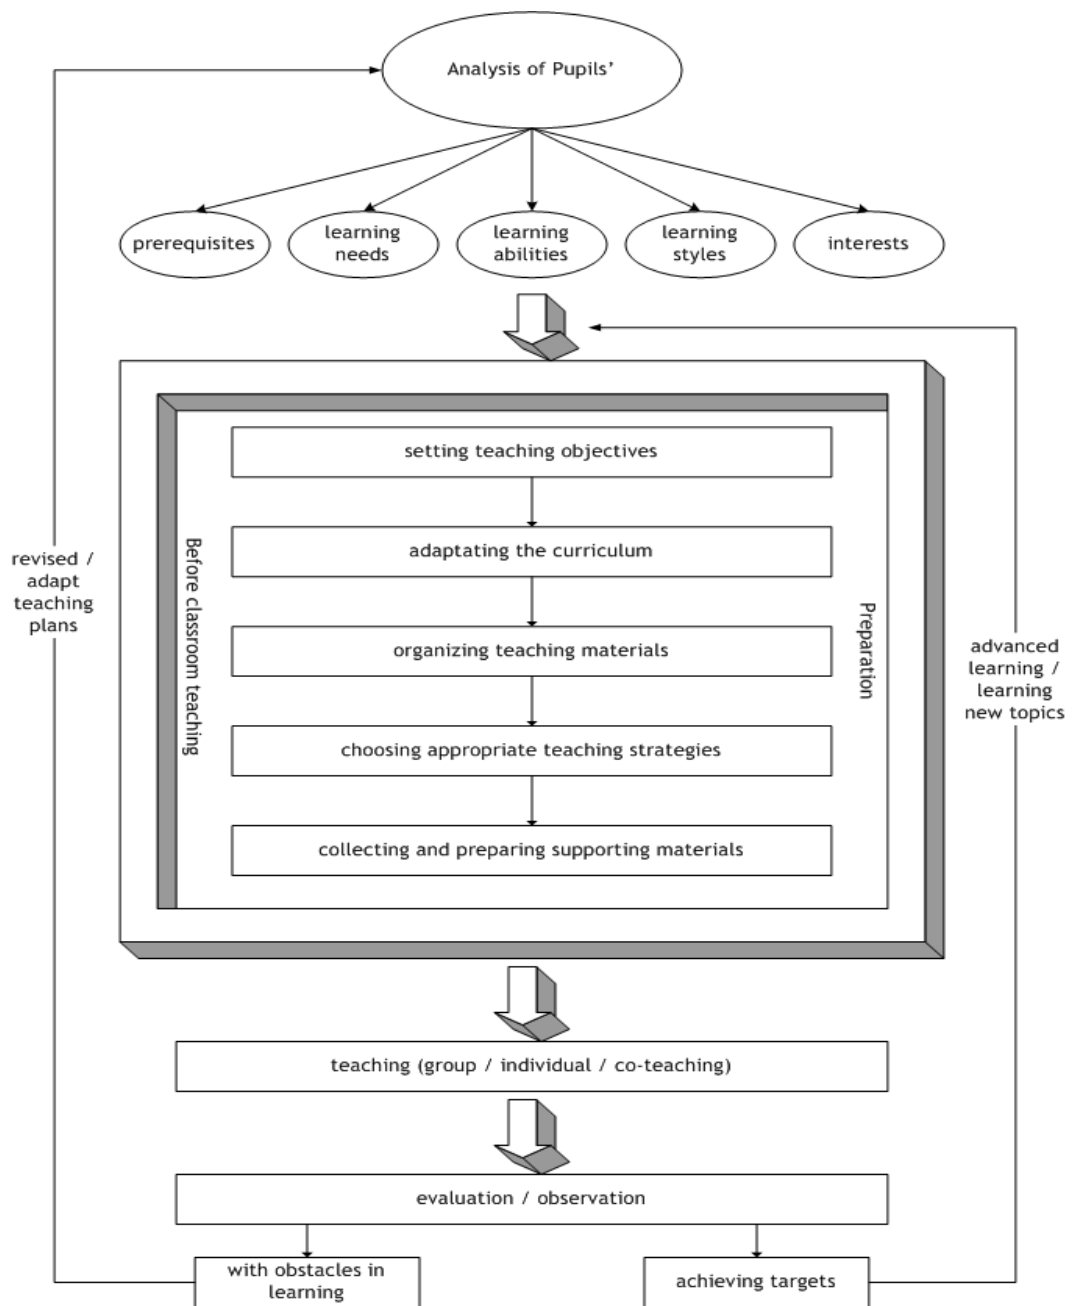 Analysis of Pupils'
prerequisites
learning
needs
learning
abilities
learning
styles
interests
setting teaching objectives
adaptating the curriculum
organizing teaching materials
choosing appropriate teaching strategies
collecting and preparing supporting materials
Before classroom teaching
Preparation
revised /
adapt
teaching
plans
advanced
learning /
learning
new topics
teaching (group / individual / co-teaching)
evaluation / observation
with obstacles in
learning
achieving targets